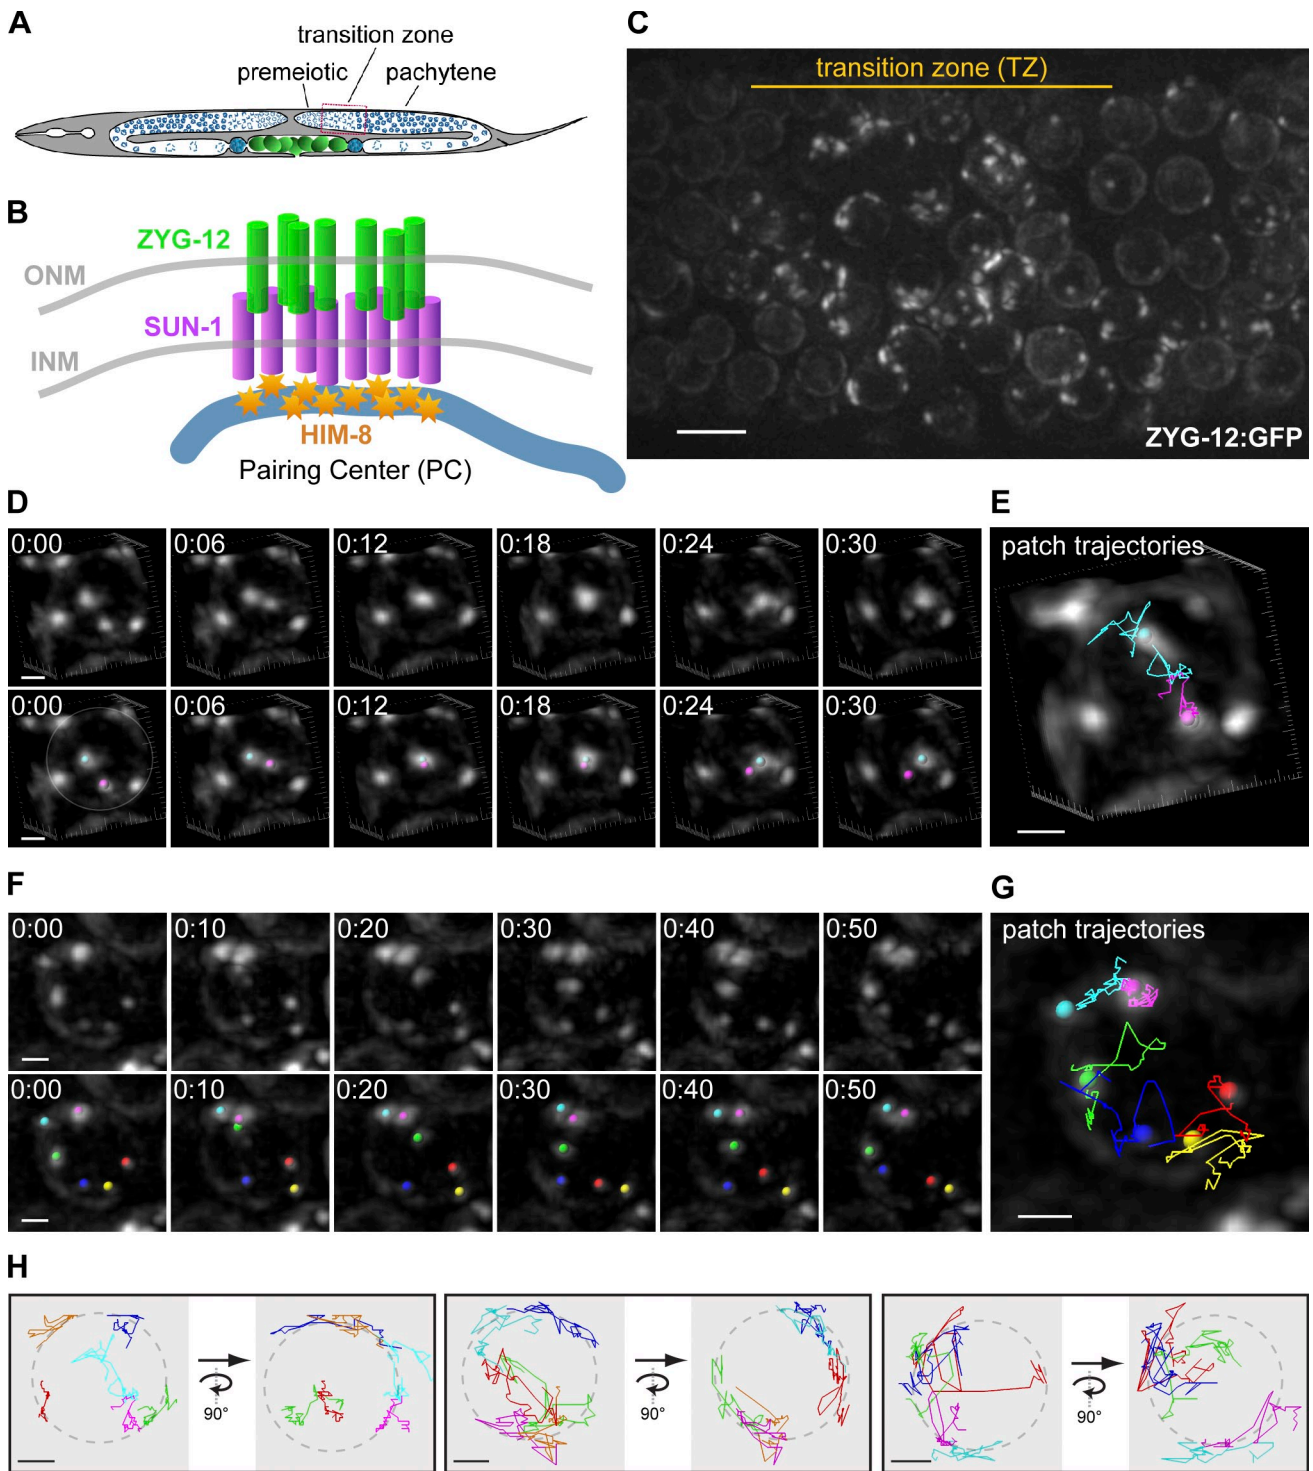 A
transition zone
premeiotic
pachytene
B
ZYG-12
ONM
SUN-1
INM
HIM-8
Pairing Center (PC)
C
transition zone (TZ)
ZYG-12:GFP
D
0:00
0:06
0:12
0:18
0:24
0:30
0:00
0:06
0:12
0:18
0:24
0:30
E
patch trajectories
F
0:00
0:10
0:20
0:30
0:40
0:50
0:00
0:10
0:20
0:30
0:40
0:50
G
patch trajectories
H
90°
90°
90°